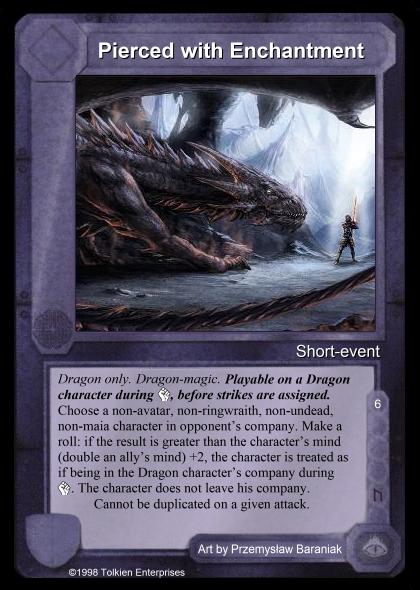 Pierced with Enchantment
Short-event
Dragon only. Dragon-magic. Playable on a Dragon
character during , before strikes are assigned.
Choose a non-avatar, non-ringwraith, non-undead,
non-maia character in opponent's company. Make a
roll: if the result is greater than the character's mind
(double an ally's mind) +2, the character is treated as
if being in the Dragon character's company during
. The character does not leave his company.
Cannot be duplicated on a given attack.
6
Art by Przemysław Baraniak
©1998 Tolkien Enterprises